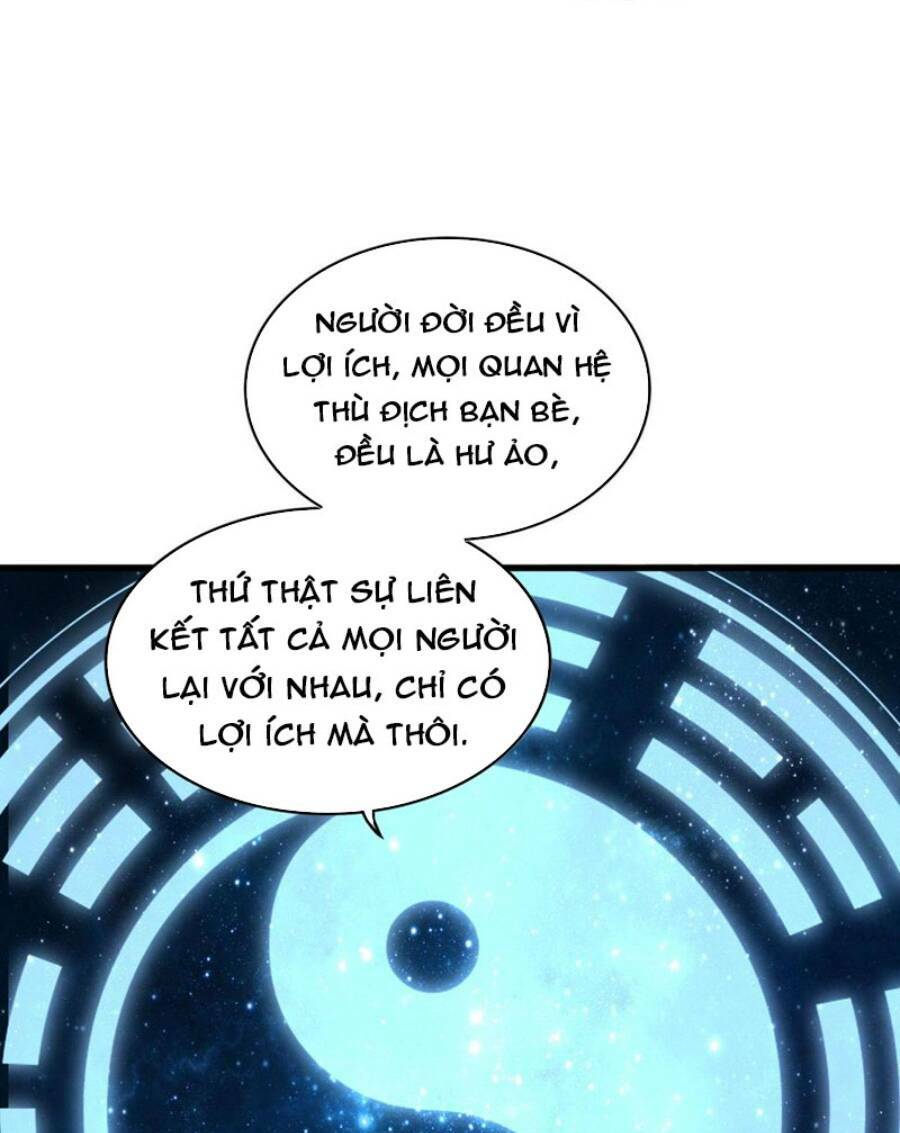 NGƯỜI ĐỜI ĐỀU VÌ
LỢI ÍCH, MỌI QUAN HỆ
THÙ ĐỊCH BẠN BÈ,
ĐỀU LÀ HƯ ẢO,
THỨ THẬT SỰ LIÊN
KẾT TẤT CẢ MỌI NGƯỜI
LẠI VỚI NHAU, CHỈ CÓ
LỢI ÍCH MÀ THÔI.